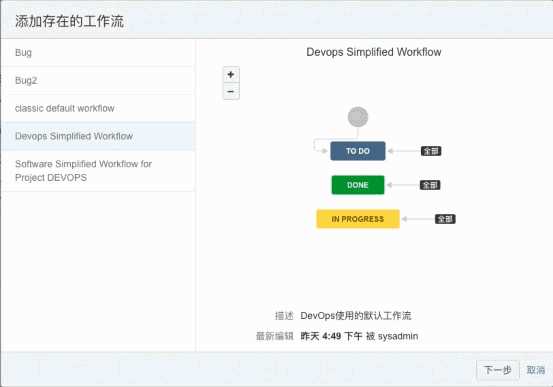 添加存在的工作流
Bug
Bug2
classic default workflow
Devops Simplified Workflow
Software Simplified Workflow for
Project DEVOPS
Devops Simplified Workflow
+
−
TO DO
全部
DONE
全部
IN PROGRESS
全部
描述 DevOps使用的默认工作流
最新编辑 昨天 4:49 下午 被 sysadmin
下一步 取消